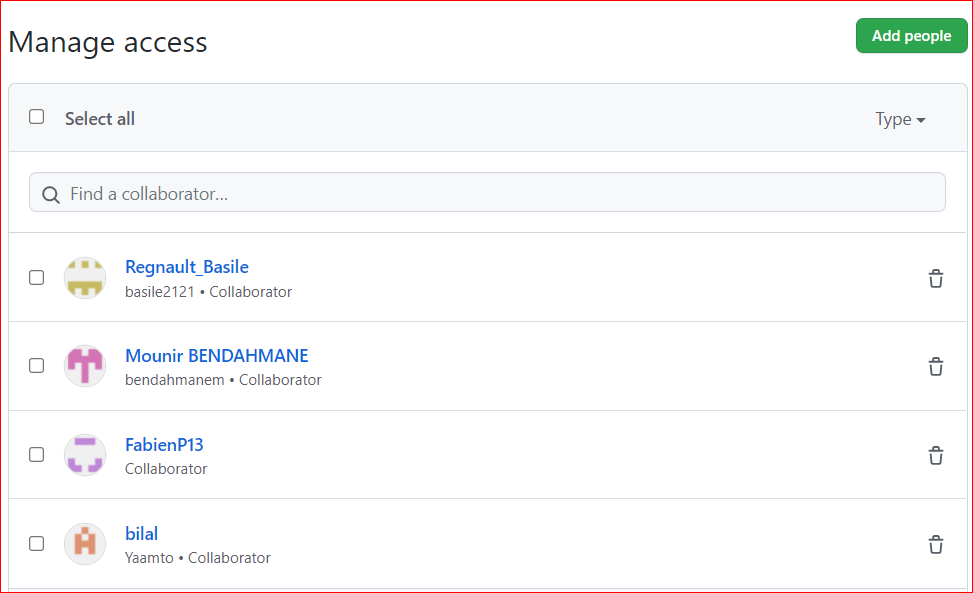 Manage access
Add people
Select all
Type
Find a collaborator...
Regnault_Basile
basile2121 • Collaborator
Mounir BENDAHMANE
bendahmanem • Collaborator
FabienP13
Collaborator
bilal
Yaamto • Collaborator